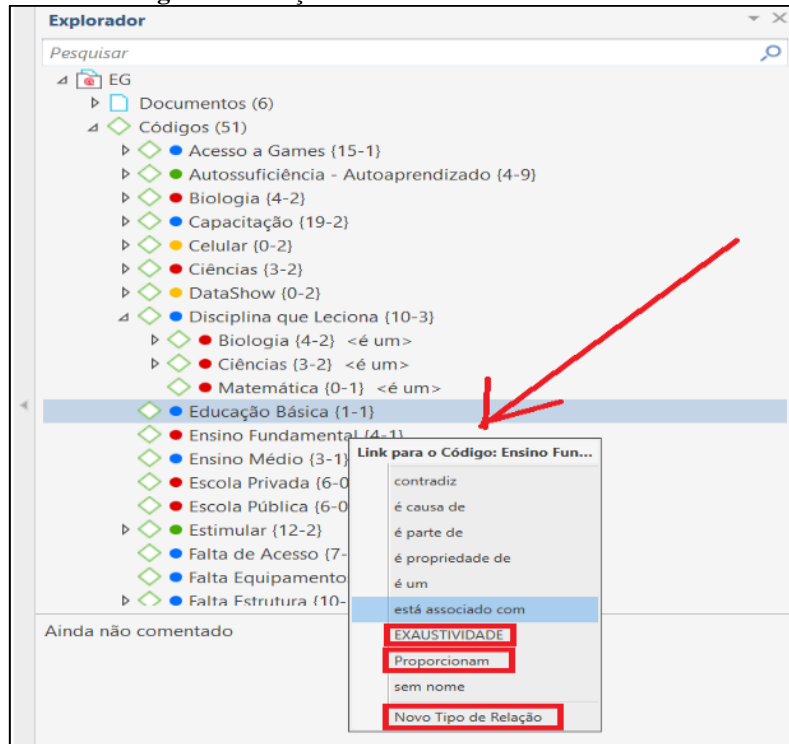 Explorador
Pesquisar
EG
Documentos (6)
Códigos (51)
Acesso a Games {15-1}
Autossuficiência - Autoaprendizado {4-9}
Biologia {4-2}
Capacitação {19-2}
Celular {0-2}
Ciências {3-2}
DataShow {0-2}
Disciplina que Leciona {10-3}
Biologia {4-2} <é um>
Ciências {3-2} <é um>
Matemática {0-1} <é um>
Educação Básica {1-1}
Ensino Fundamental {4-1}
Ensino Médio {3-1}
Escola Privada {6-0
Escola Pública {6-0
Estimular {12-2}
Falta de Acesso {7-
Falta Equipamento
Falta Estrutura {10-
Link para o Código: Ensino Fun...
contradiz
é causa de
é parte de
é propriedade de
é um
está associado com
EXAUSTIVIDADE
Proporcionam
sem nome
Novo Tipo de Relação
Ainda não comentado